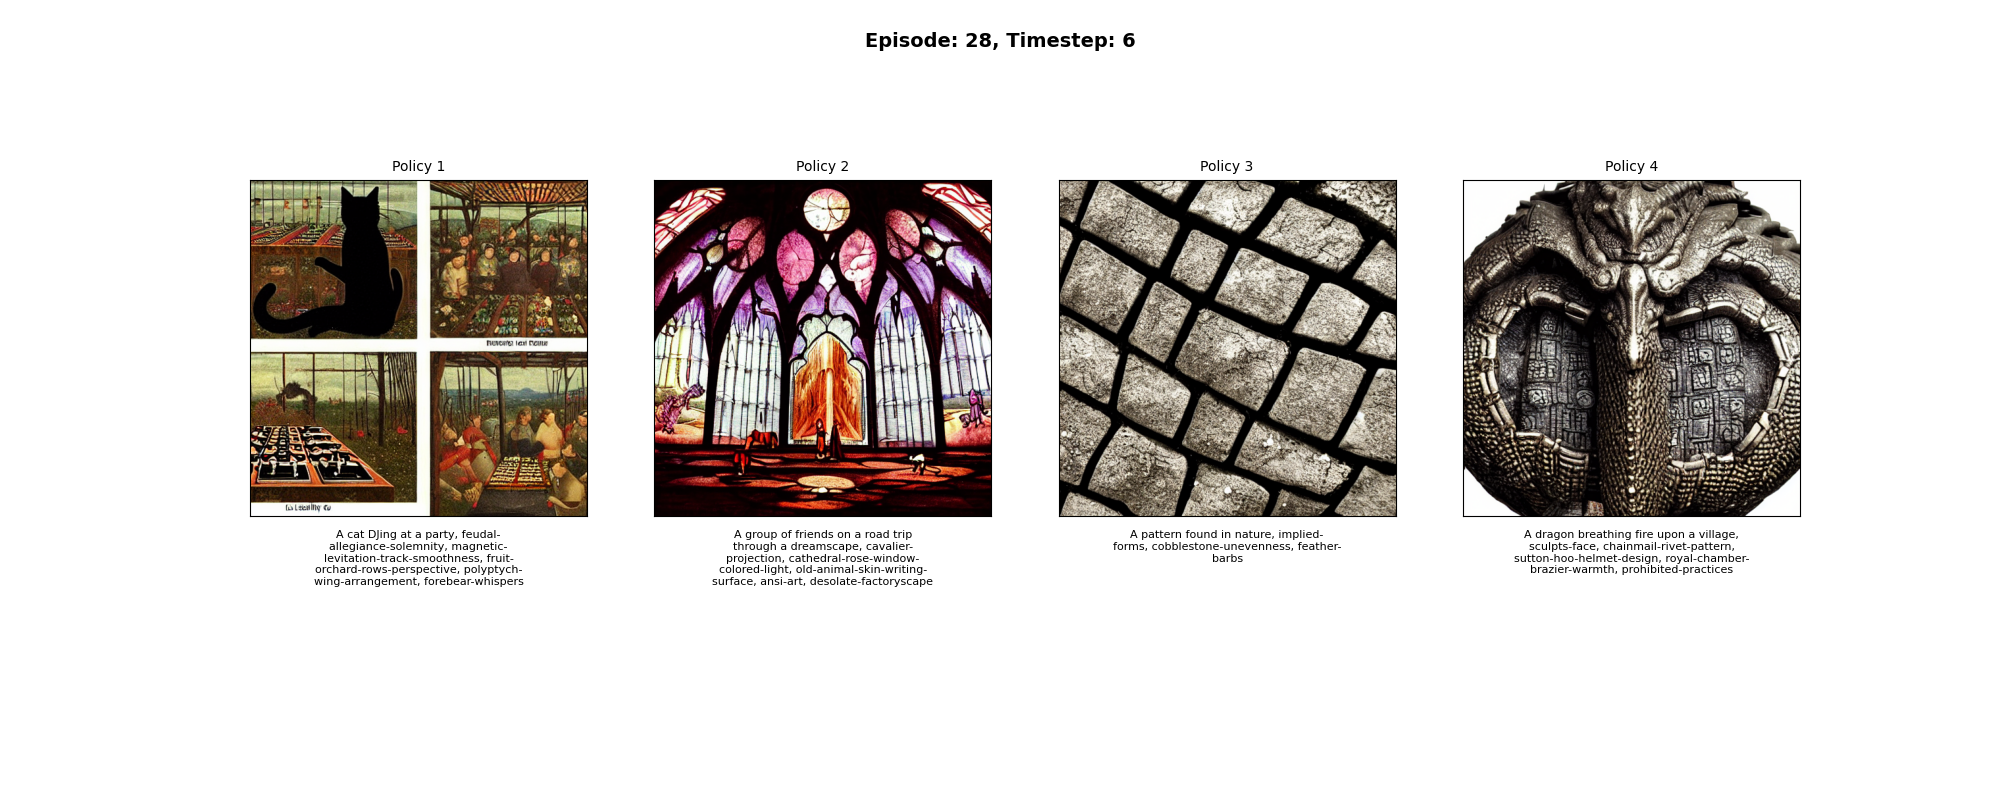 Episode: 28, Timestep: 6
Policy 1
Policy 2
Policy 3
Policy 4
A cat DJing at a party, feudal-
allegiance-solemnity, magnetic-
levitation-track-smoothness, fruit-
orchard-rows-perspective, polyptych-
wing-arrangement, forebear-whispers
A group of friends on a road trip
through a dreamscape, cavalier-
projection, cathedral-rose-window-
colored-light, old-animal-skin-writing-
surface, ansi-art, desolate-factoryscape
A pattern found in nature, implied-
forms, cobblestone-unevenness, feather-
barbs
A dragon breathing fire upon a village,
sculpts-face, chainmail-rivet-pattern,
sutton-hoo-helmet-design, royal-chamber-
brazier-warmth, prohibited-practices